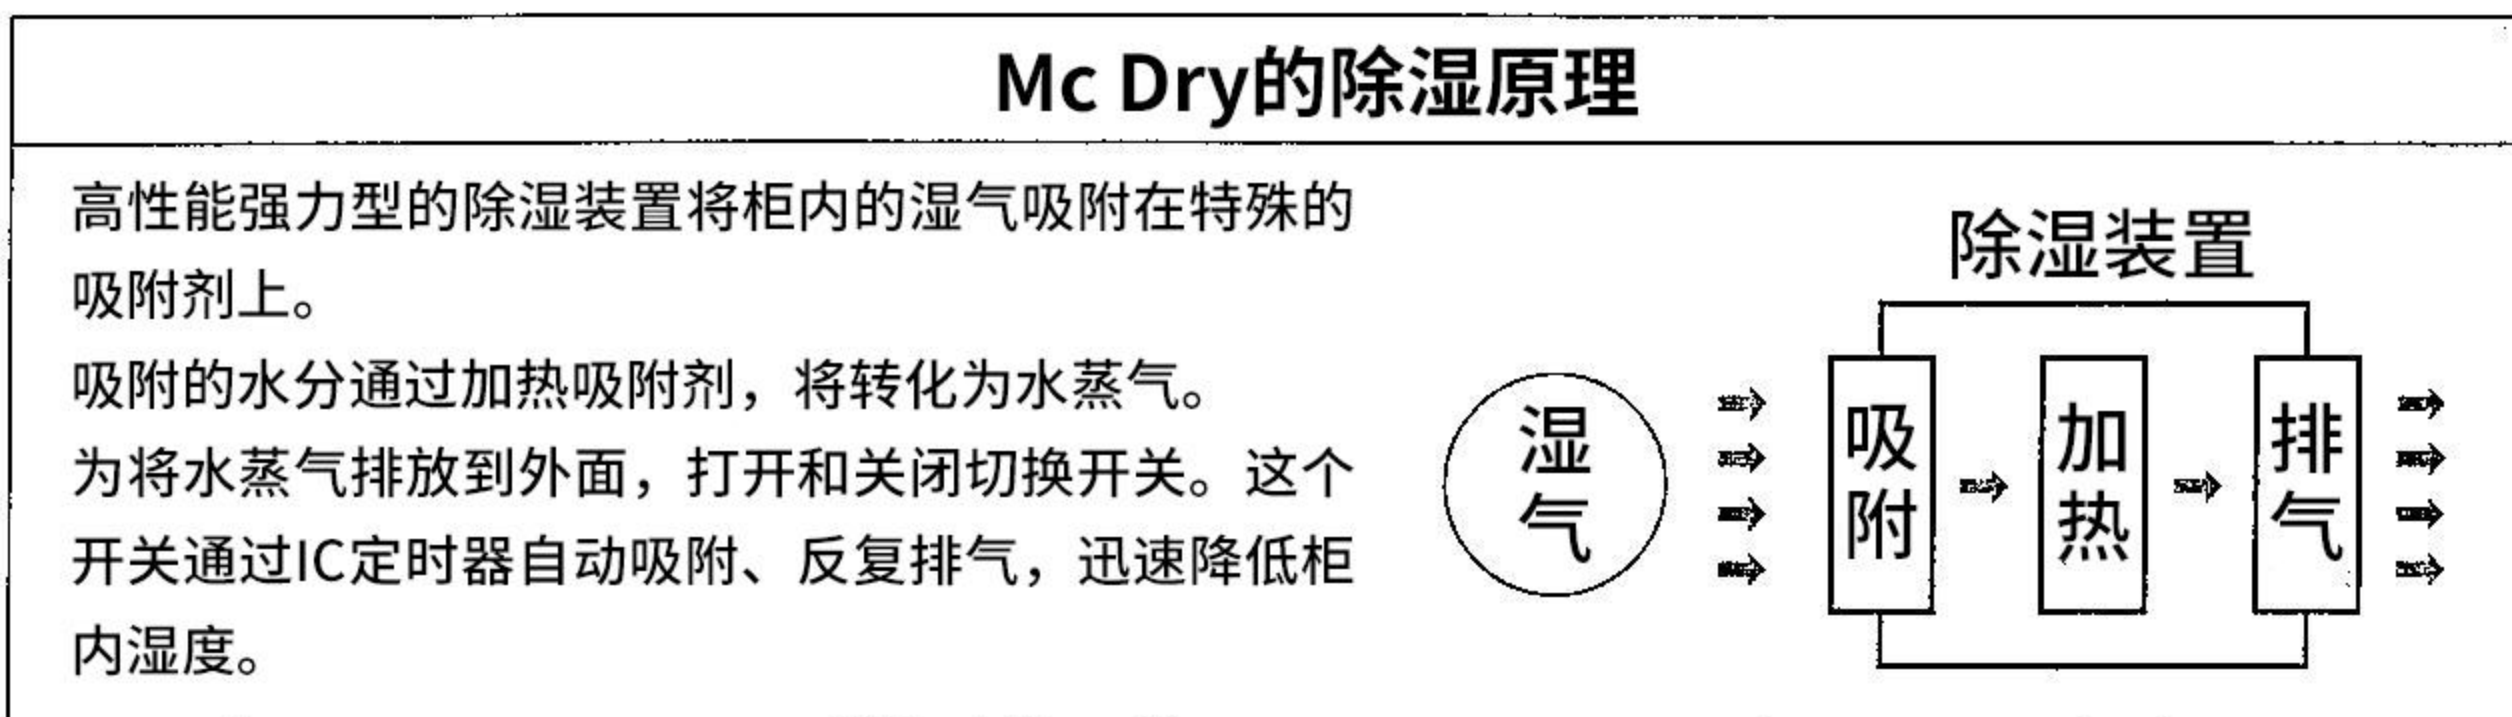 Mc Dry的除湿原理
高性能强力型的除湿装置将柜内的湿气吸附在特殊的
吸附剂上。
吸附的水分通过加热吸附剂，将转化为水蒸气。
为将水蒸气排放到外面，打开和关闭切换开关。这个
开关通过IC定时器自动吸附、反复排气，迅速降低柜
内湿度。
除湿装置
湿气
吸附
加热
排气